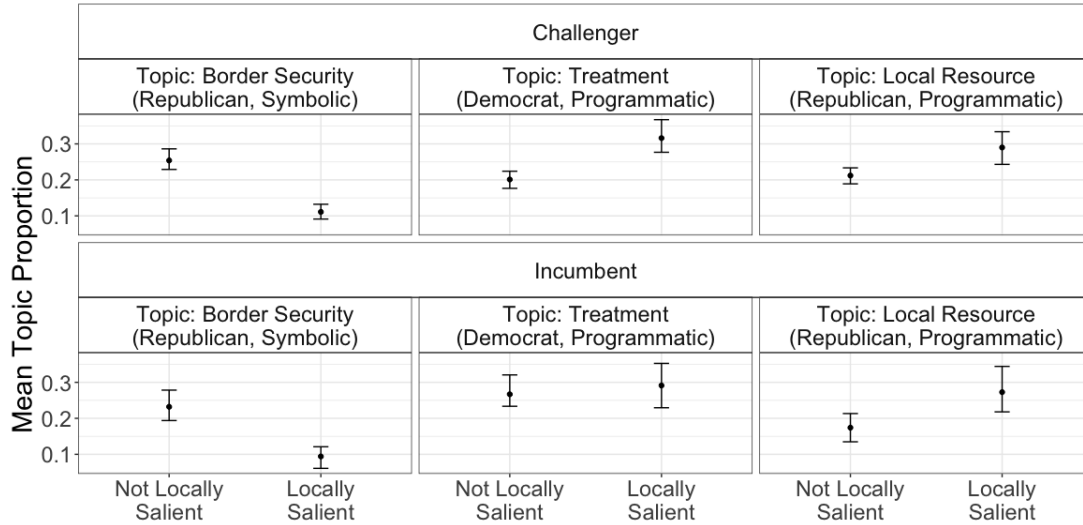 Challenger
Topic: Border Security
(Republican, Symbolic)
Topic: Treatment
(Democrat, Programmatic)
Topic: Local Resource
(Republican, Programmatic)
0.3
0.2
0.1
Mean Topic Proportion
Incumbent
Topic: Border Security
(Republican, Symbolic)
Topic: Treatment
(Democrat, Programmatic)
Topic: Local Resource
(Republican, Programmatic)
0.3
0.2
0.1
Not Locally
Salient
Locally
Salient
Not Locally
Salient
Locally
Salient
Not Locally
Salient
Locally
Salient